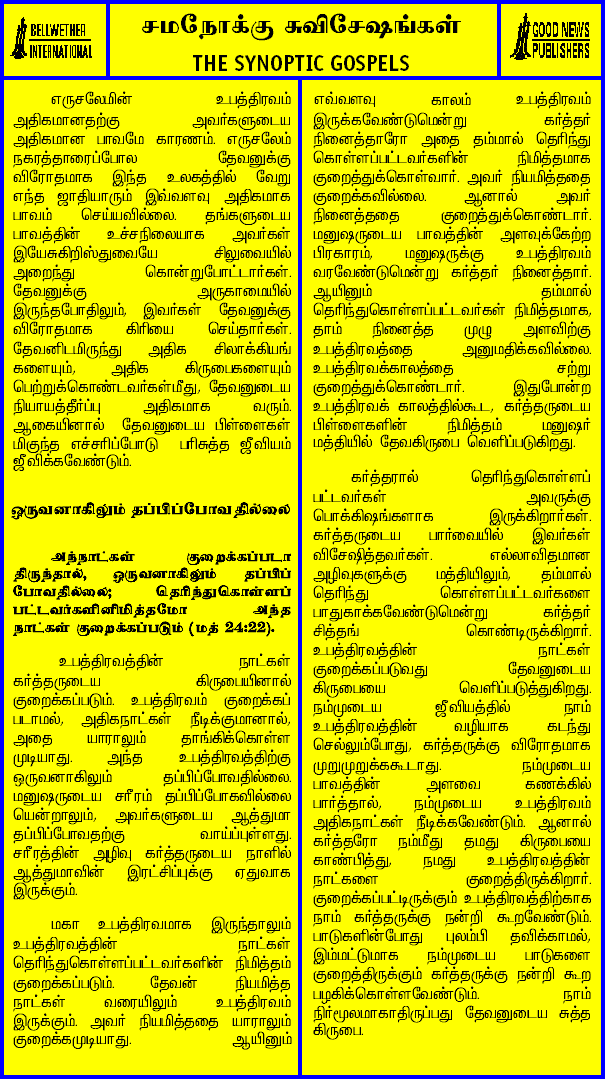 BELLWETHER
INTERNATIONAL
சமநோக்கு சுவிசேஷங்கள்
THE SYNOPTIC GOSPELS
GOOD NEWS
PUBLISHERS
எருசலேமின் உபத்திரவம்
அதிகமானதற்கு அவர்களுடைய
அதிகமான பாவமே காரணம். எருசலேம்
நகரத்தாரைப்போல தேவனுக்கு
விரோதமாக இந்த உலகத்தில் வேறு
எந்த ஜாதியாரும் இவ்வளவு அதிகமாக
பாவம் செய்யவில்லை. தங்களுடைய
பாவத்தின் உச்சநிலையாக அவர்கள்
இயேசுகிறிஸ்துவையே சிலுவையில்
அறைந்து கொன்றுபோட்டார்கள்.
தேவனுக்கு அருகாமையில்
இருந்தபோதிலும், இவர்கள் தேவனுக்கு
விரோதமாக கிரியை செய்தார்கள்.
தேவனிடமிருந்து அதிக சிலாக்கியங்
களையும், அதிக கிருபைகளையும்
பெற்றுக்கொண்டவர்கள்மீது, தேவனுடைய
நியாயத்தீர்ப்பு அதிகமாக வரும்.
ஆகையினால் தேவனுடைய பிள்ளைகள்
மிகுந்த எச்சரிப்போடு பரிசுத்த ஜீவியம்
ஜீவிக்கவேண்டும்.
ஒருவனாகிலும் தப்பிப்போவதில்லை
அந்நாட்கள் குறைக்கப்படா
திருந்தால், ஒருவனாகிலும் தப்பிப்
போவதில்லை; தெரிந்துகொள்ளப்
பட்டவர்களினிமித்தமோ அந்த
நாட்கள் குறைக்கப்படும் (மத் 24:22).
உபத்திரவத்தின் நாட்கள்
கர்த்தருடைய கிருபையினால்
குறைக்கப்படும். உபத்திரவம் குறைக்கப்
படாமல், அதிகநாட்கள் நீடிக்குமானால்,
அதை யாராலும் தாங்கிக்கொள்ள
முடியாது. அந்த உபத்திரவத்திற்கு
ஒருவனாகிலும் தப்பிப்போவதில்லை.
மனுஷருடைய சரீரம் தப்பிப்போகவில்லை
யென்றாலும், அவர்களுடைய ஆத்துமா
தப்பிப்போவதற்கு வாய்ப்புள்ளது.
சரீரத்தின் அழிவு கர்த்தருடைய நாளில்
ஆத்துமாவின் இரட்சிப்புக்கு ஏதுவாக
இருக்கும்.
மகா உபத்திரவமாக இருந்தாலும்
உபத்திரவத்தின் நாட்கள்
தெரிந்துகொள்ளப்பட்டவர்களின் நிமித்தம்
குறைக்கப்படும். தேவன் நியமித்த
நாட்கள் வரையிலும் உபத்திரவம்
இருக்கும். அவர் நியமித்ததை யாராலும்
குறைக்கமுடியாது. ஆயினும்
எவ்வளவு காலம் உபத்திரவம்
இருக்கவேண்டுமென்று கர்த்தர்
நினைத்தாரோ அதை தம்மால் தெரிந்து
கொள்ளப்பட்டவர்களின் நிமித்தமாக
குறைத்துக்கொள்வார். அவர் நியமித்ததை
குறைக்கவில்லை. ஆனால் அவர்
நினைத்ததை குறைத்துக்கொண்டார்.
மனுஷருடைய பாவத்தின் அளவுக்கேற்ற
பிரகாரம், மனுஷருக்கு உபத்திரவம்
வரவேண்டுமென்று கர்த்தர் நினைத்தார்.
ஆயினும் தம்மால்
தெரிந்துகொள்ளப்பட்டவர்கள் நிமித்தமாக,
தாம் நினைத்த முழு அளவிற்கு
உபத்திரவத்தை அனுமதிக்கவில்லை.
உபத்திரவக்காலத்தை சற்று
குறைத்துக்கொண்டார். இதுபோன்ற
உபத்திரவக் காலத்தில்கூட, கர்த்தருடைய
பிள்ளைகளின் நிமித்தம் மனுஷர்
மத்தியில் தேவகிருபை வெளிப்படுகிறது.
கர்த்தரால் தெரிந்துகொள்ளப்
பட்டவர்கள் அவருக்கு
பொக்கிஷங்களாக இருக்கிறார்கள்.
கர்த்தருடைய பார்வையில் இவர்கள்
விசேஷித்தவர்கள். எல்லாவிதமான
அழிவுகளுக்கு மத்தியிலும், தம்மால்
தெரிந்து கொள்ளப்பட்டவர்களை
பாதுகாக்கவேண்டுமென்று கர்த்தர்
சித்தங் கொண்டிருக்கிறார்.
உபத்திரவத்தின் நாட்கள்
குறைக்கப்படுவது தேவனுடைய
கிருபையை வெளிப்படுத்துகிறது.
நம்முடைய ஜீவியத்தில் நாம்
உபத்திரவத்தின் வழியாக கடந்து
செல்லும்போது, கர்த்தருக்கு விரோதமாக
முறுமுறுக்ககூடாது. நம்முடைய
பாவத்தின் அளவை கணக்கில்
பார்த்தால், நம்முடைய உபத்திரவம்
அதிகநாட்கள் நீடிக்கவேண்டும். ஆனால்
கர்த்தரோ நம்மீது தமது கிருபையை
காண்பித்து, நமது உபத்திரவத்தின்
நாட்களை குறைத்திருக்கிறார்.
குறைக்கப்பட்டிருக்கும் உபத்திரவத்திற்காக
நாம் கர்த்தருக்கு நன்றி கூறவேண்டும்.
பாடுகளின்போது புலம்பி தவிக்காமல்,
இம்மட்டுமாக நம்முடைய பாடுகளை
குறைத்திருக்கும் கர்த்தருக்கு நன்றி கூற
பழகிக்கொள்ளவேண்டும். நாம்
நிர்மூலமாகாதிருப்பது தேவனுடைய சுத்த
கிருபை.